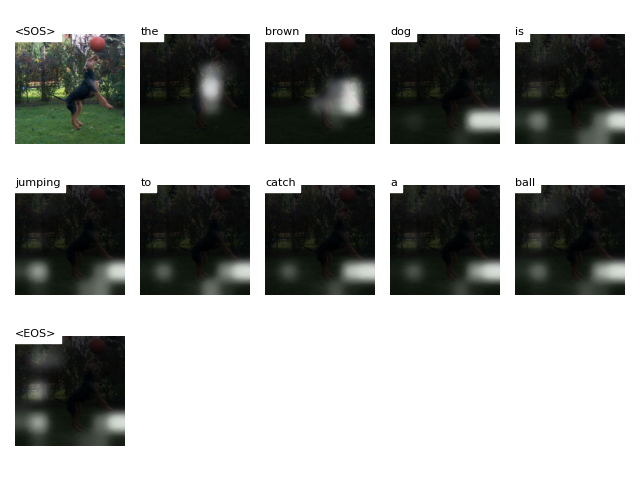 <SOS> the brown dog is
jumping to catch a ball
<EOS>